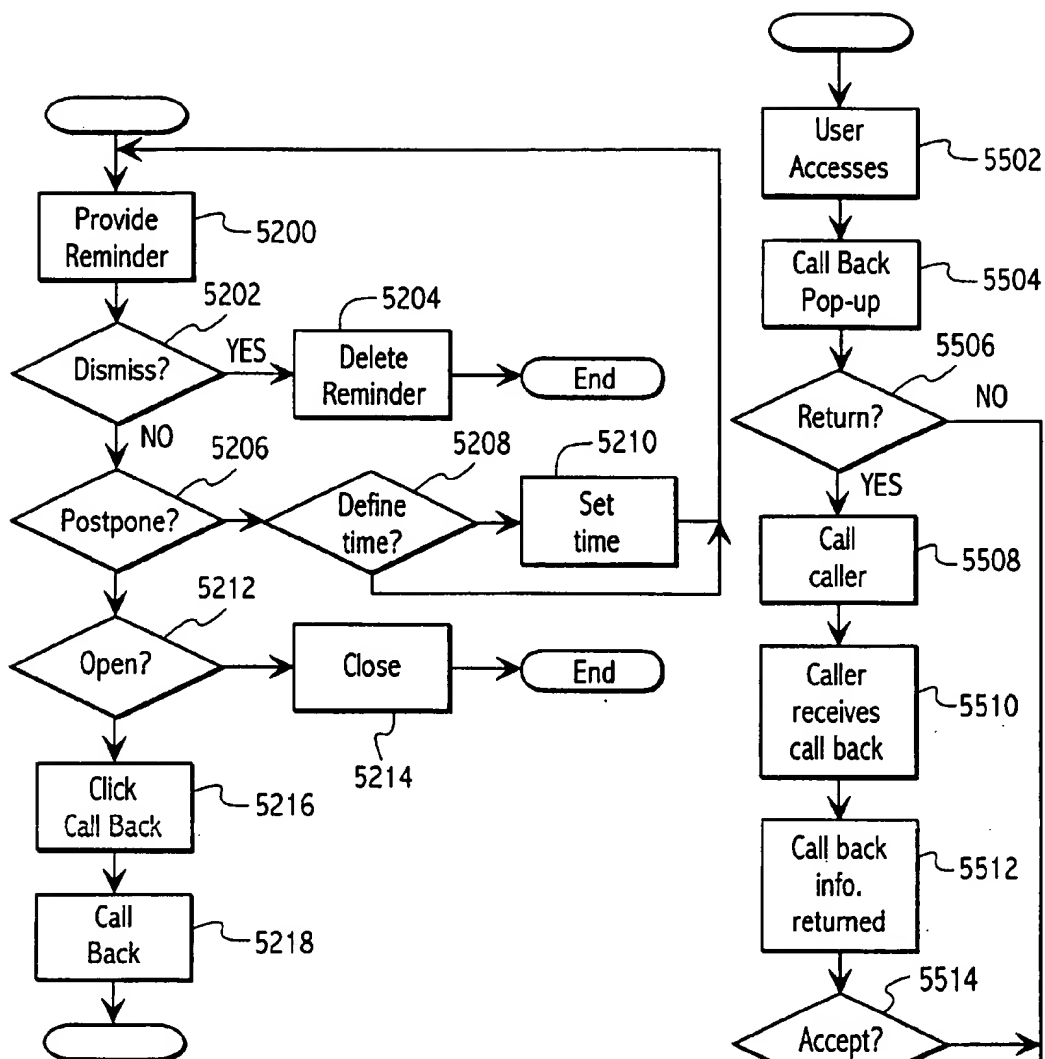 Provide
Reminder
5200
5202
Dismiss?
YES
5204
Delete
Reminder
End
NO
5206
Postpone?
5208
Define
time?
5210
Set
time
5212
Open?
Close
5214
End
Click
Call Back
5216
Call
Back
5218
User
Accesses
5502
Call Back
Pop-up
5504
5506
Return?
NO
YES
Call
caller
5508
Caller
receives
call back
5510
Call back
info.
returned
5512
5514
Accept?